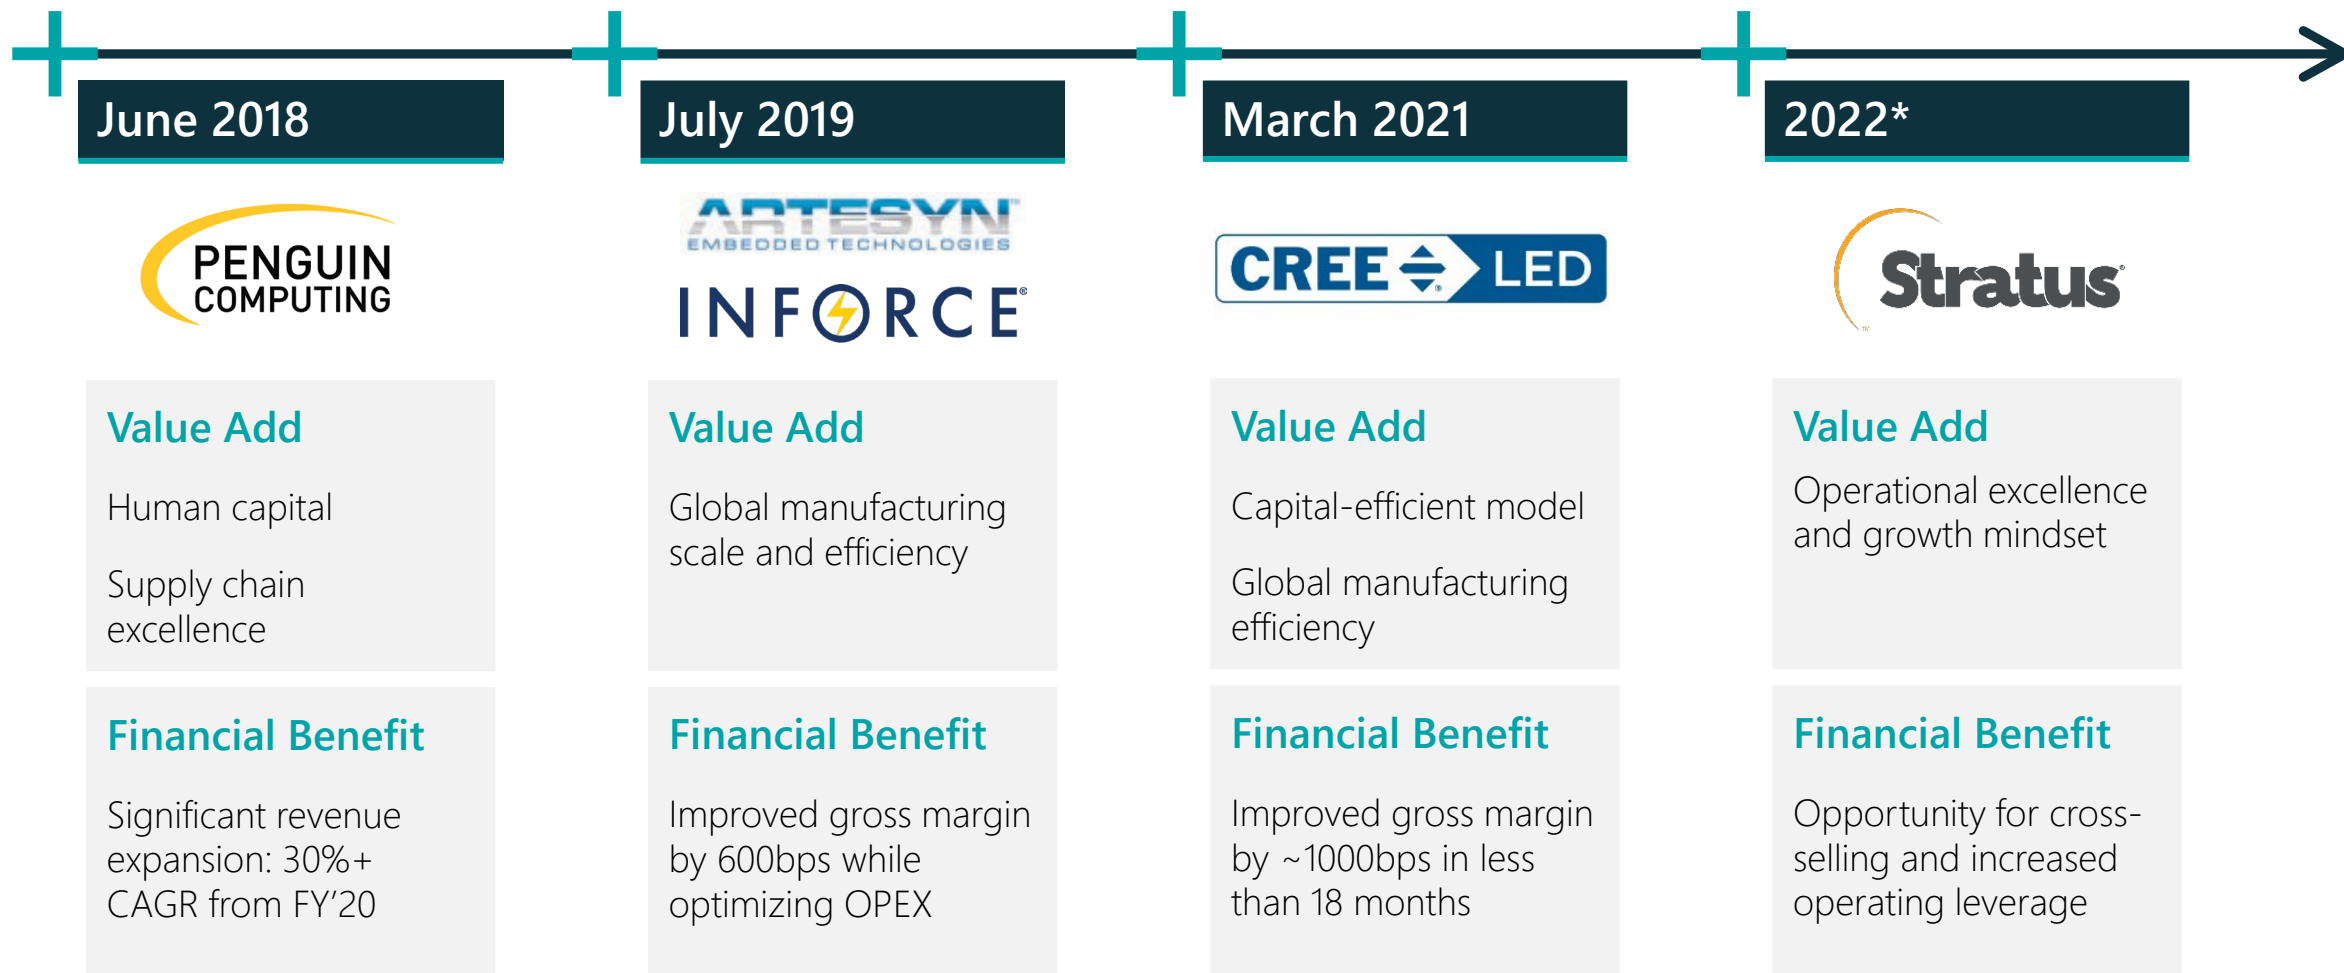 June 2018
PENGUIN
COMPUTING
Value Add
Human capital
Supply chain
excellence
Financial Benefit
Significant revenue
expansion: 30%+
CAGR from FY'20
July 2019
ARTESYN™
EMBEDDED TECHNOLOGIES
INFORCE®
Value Add
Global manufacturing
scale and efficiency
Financial Benefit
Improved gross margin
by 600bps while
optimizing OPEX
March 2021
CREE® LED
Value Add
Capital-efficient model
Global manufacturing
efficiency
Financial Benefit
Improved gross margin
by ~1000bps in less
than 18 months
2022*
Stratus®
™
Value Add
Operational excellence
and growth mindset
Financial Benefit
Opportunity for cross-
selling and increased
operating leverage